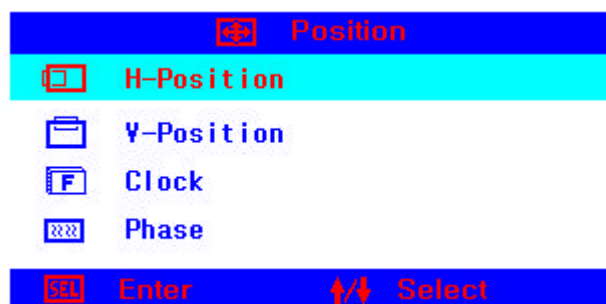 Position
H-Position
V-Position
F Clock
Phase
SEL Enter ↑/↓ Select